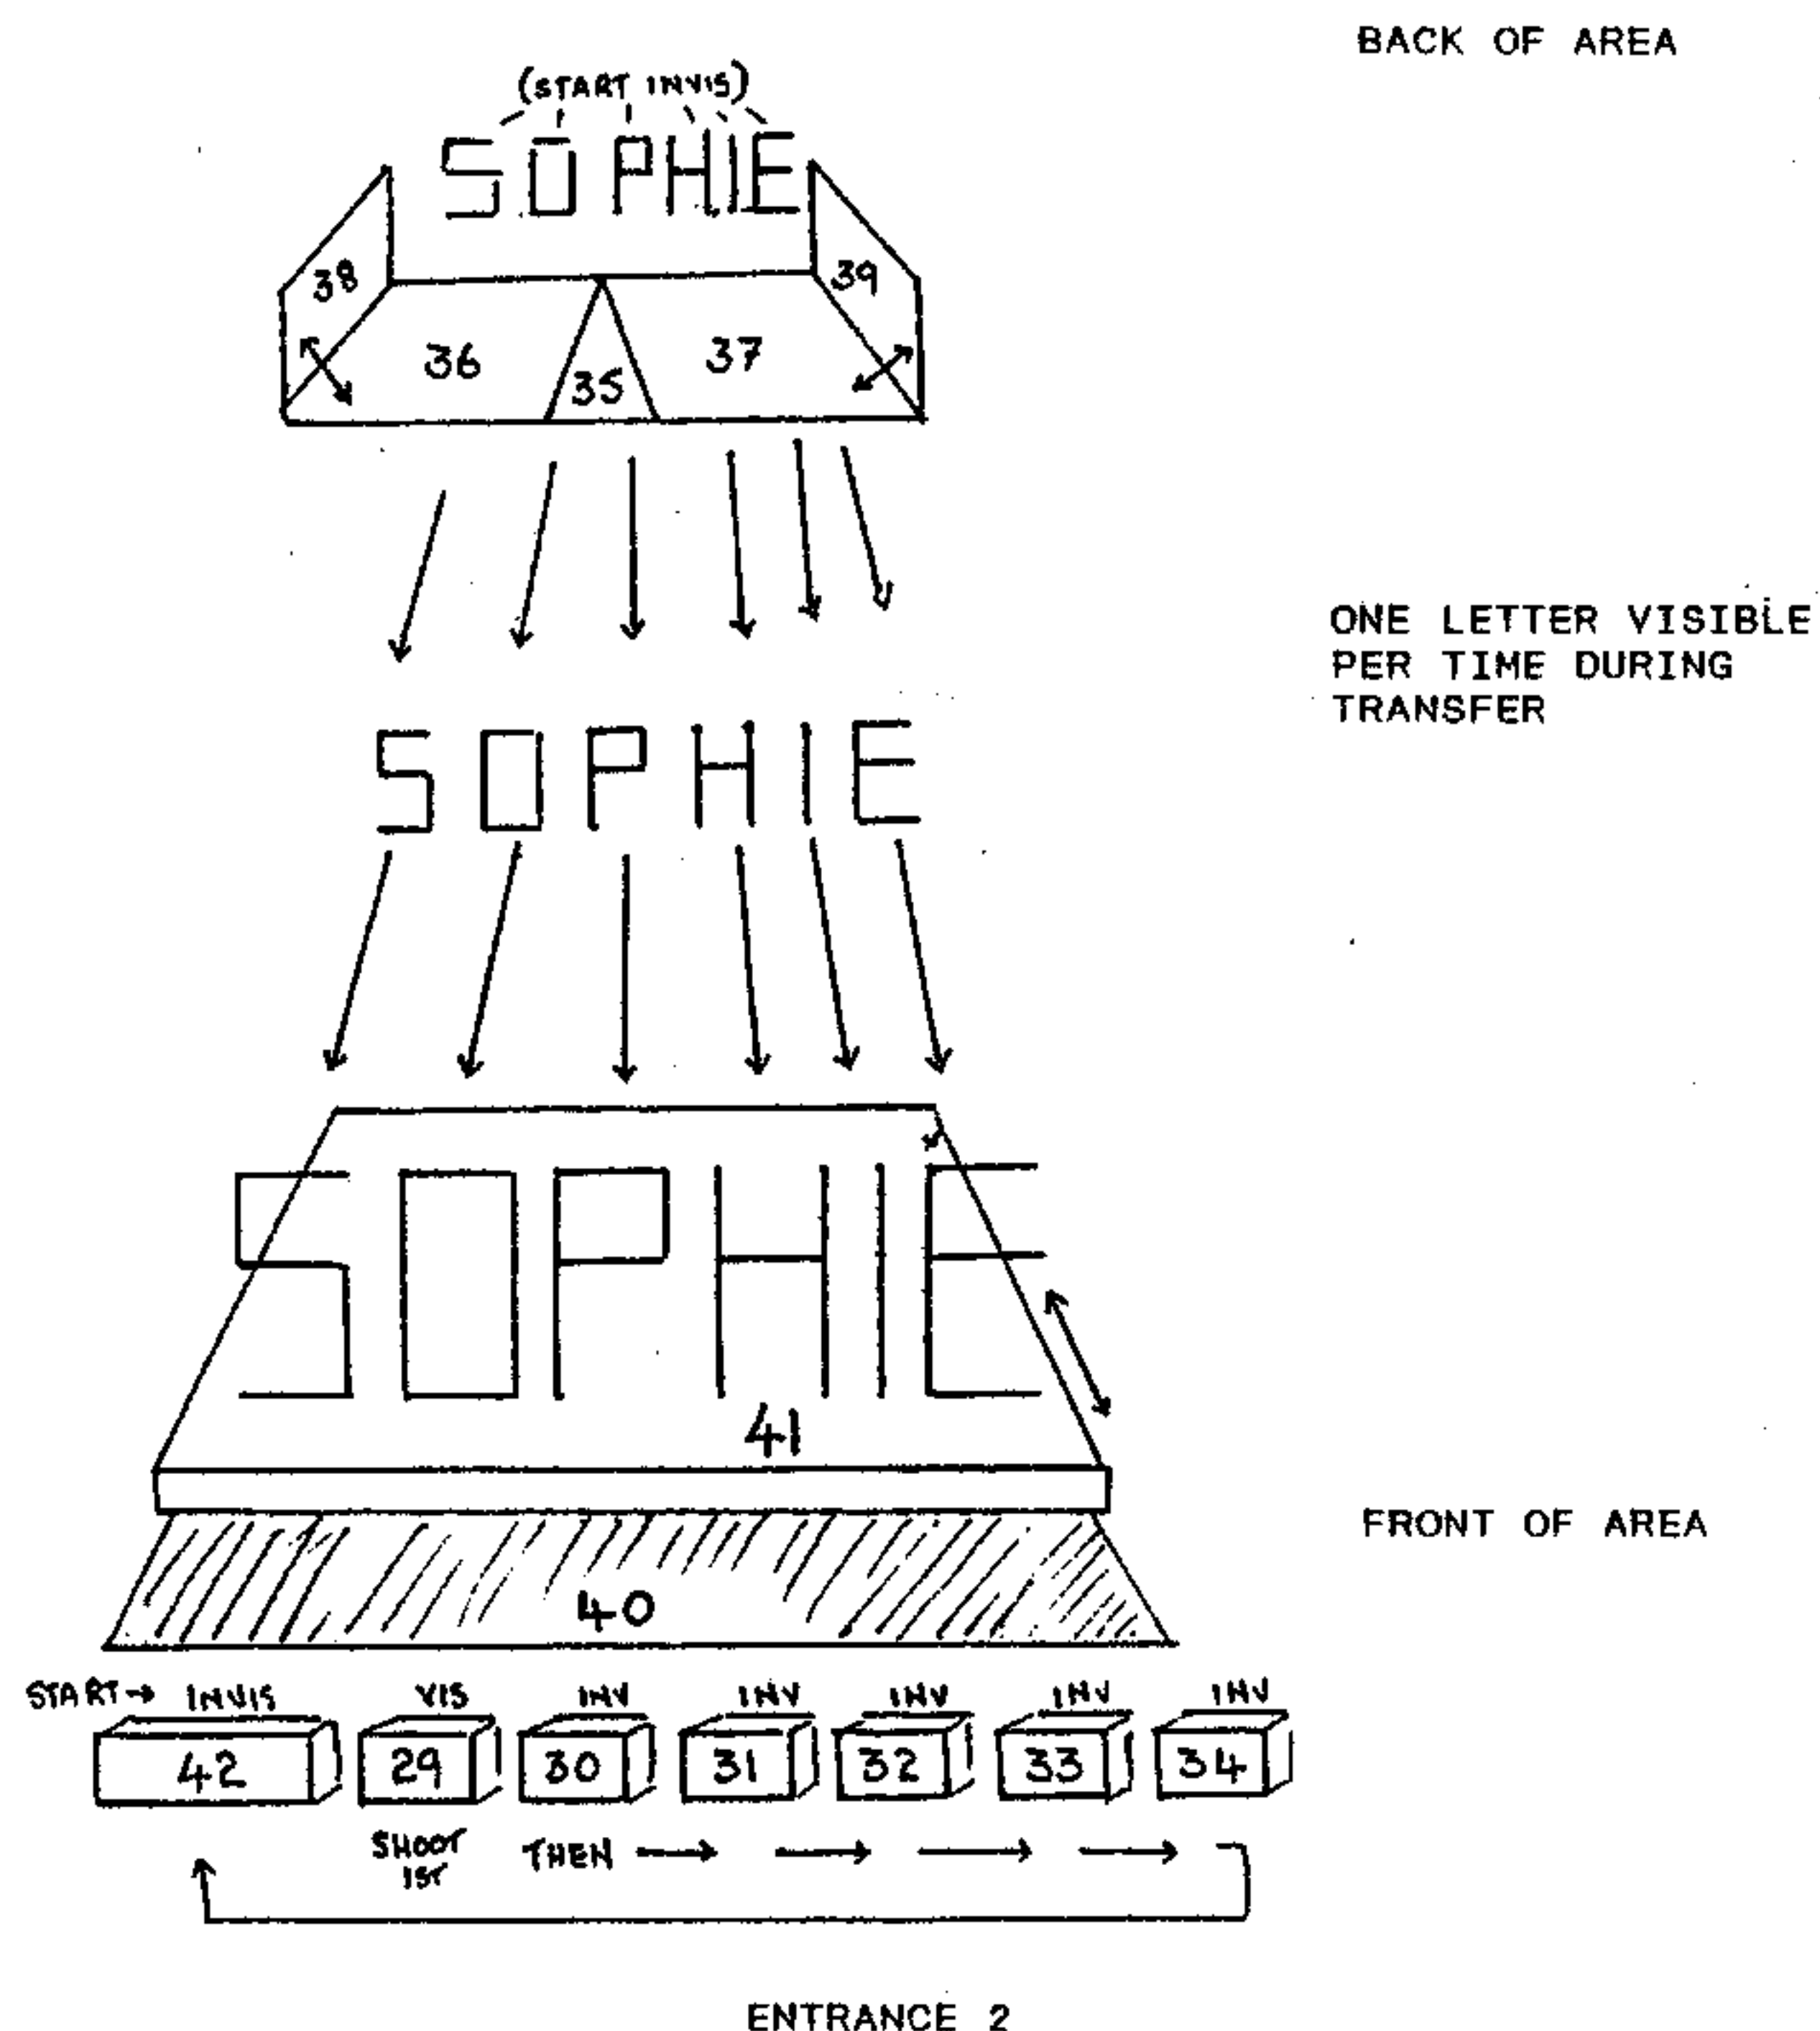 BACK OF AREA
(START INVIS)
SOPHIE
38
39
36
35
37
ONE LETTER VISIBLE
PER TIME DURING
TRANSFER
SOPHIE
SOPHIE
41
FRONT OF AREA
40
START→ INVIS VIS INV INV INV INV INV
42 29 30 31 32 33 34
SHOOT
1ST
THEN
ENTRANCE 2